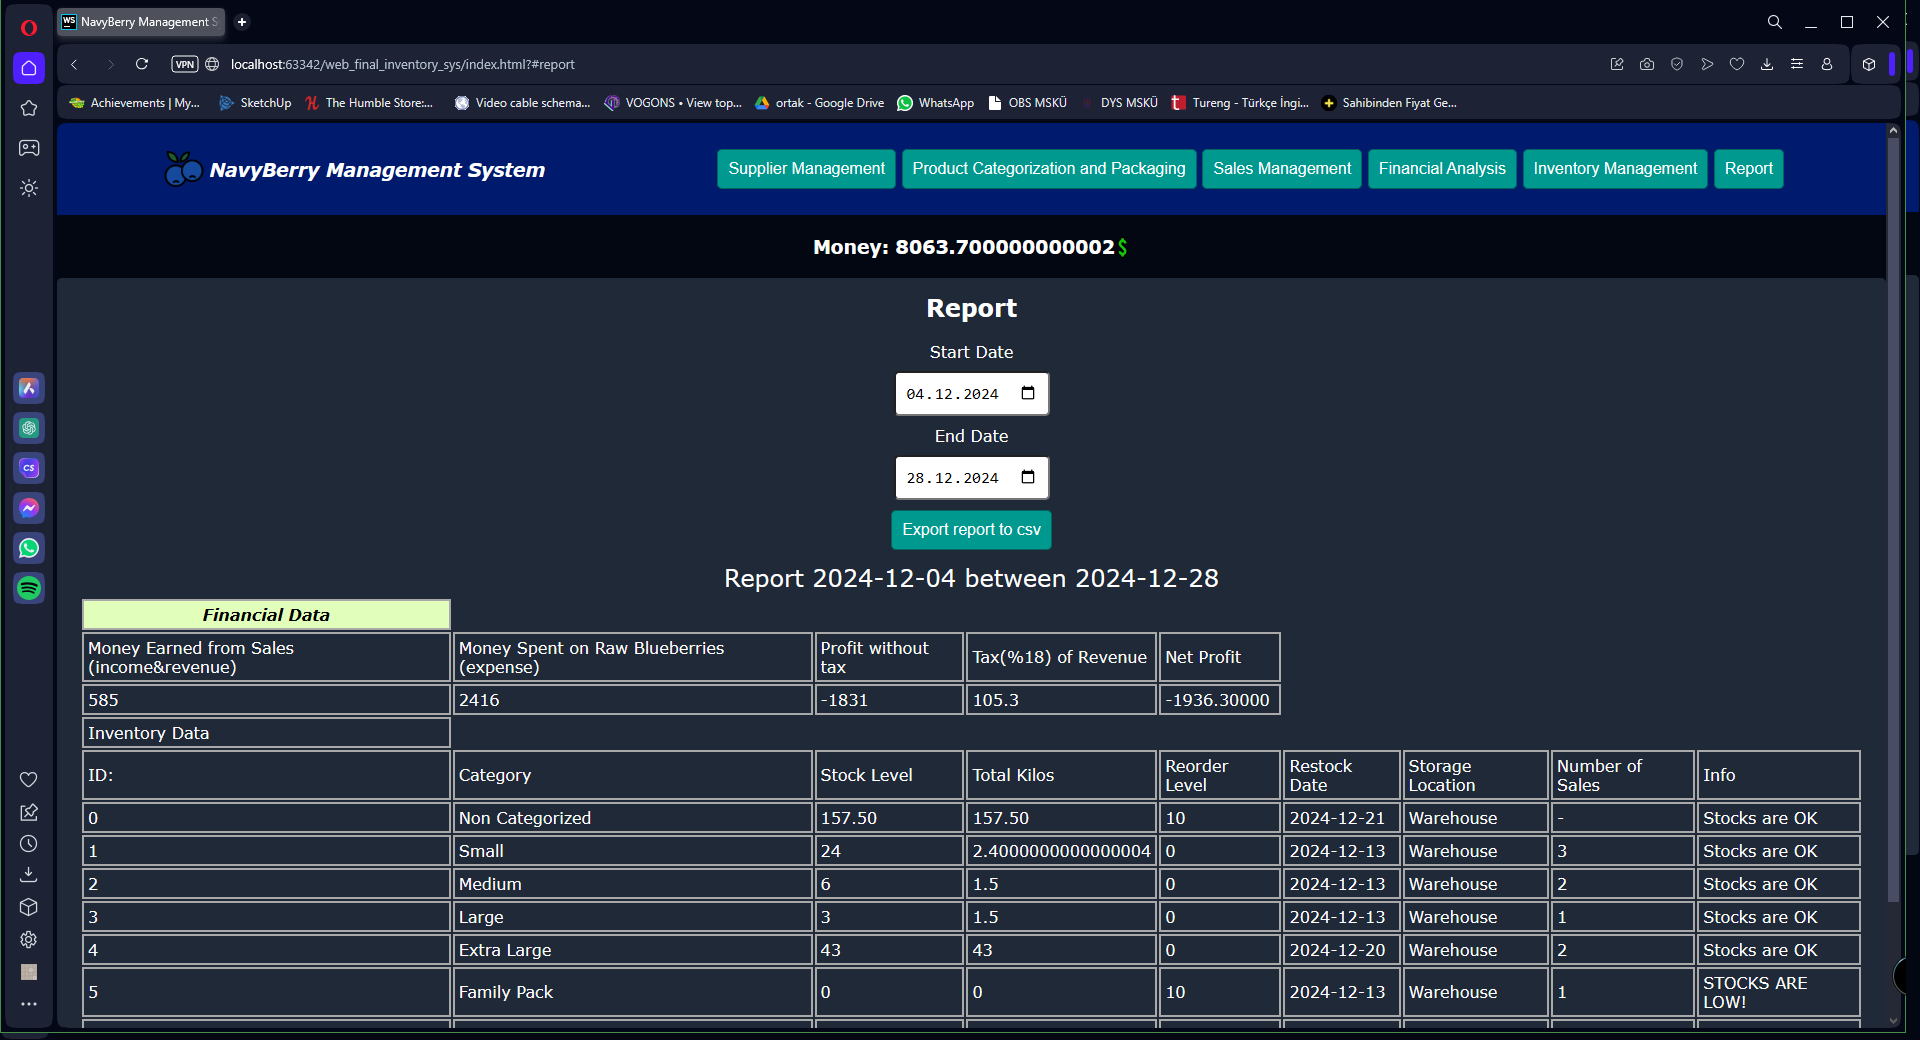 NavyBerry Management S
VPN
localhost:63342/web_final_inventory_sys/index.html?#report
Achievements | My...
SketchUp
The Humble Store:...
Video cable schema...
VOGONS • View top...
ortak - Google Drive
WhatsApp
OBS MSKÜ
DYS MSKÜ
Tureng - Türkçe İngi...
Sahibinden Fiyat Ge...
NavyBerry Management System
Supplier Management
Product Categorization and Packaging
Sales Management
Financial Analysis
Inventory Management
Report
Money: 8063.700000000002$
Report
Start Date
04.12.2024
End Date
28.12.2024
Export report to csv
Report 2024-12-04 between 2024-12-28
Financial Data
Money Earned from Sales
(income&revenue)
Money Spent on Raw Blueberries
(expense)
Profit without
tax
Tax(%18) of Revenue
Net Profit
585
2416
-1831
105.3
-1936.30000
Inventory Data
ID:
Category
Stock Level
Total Kilos
Reorder
Level
Restock
Date
Storage
Location
Number of
Sales
Info
0
Non Categorized
157.50
157.50
10
2024-12-21
Warehouse
-
Stocks are OK
1
Small
24
2.4000000000000004
0
2024-12-13
Warehouse
3
Stocks are OK
2
Medium
6
1.5
0
2024-12-13
Warehouse
2
Stocks are OK
3
Large
3
1.5
0
2024-12-13
Warehouse
1
Stocks are OK
4
Extra Large
43
43
0
2024-12-20
Warehouse
2
Stocks are OK
5
Family Pack
0
0
10
2024-12-13
Warehouse
1
STOCKS ARE
LOW!
WS
CS